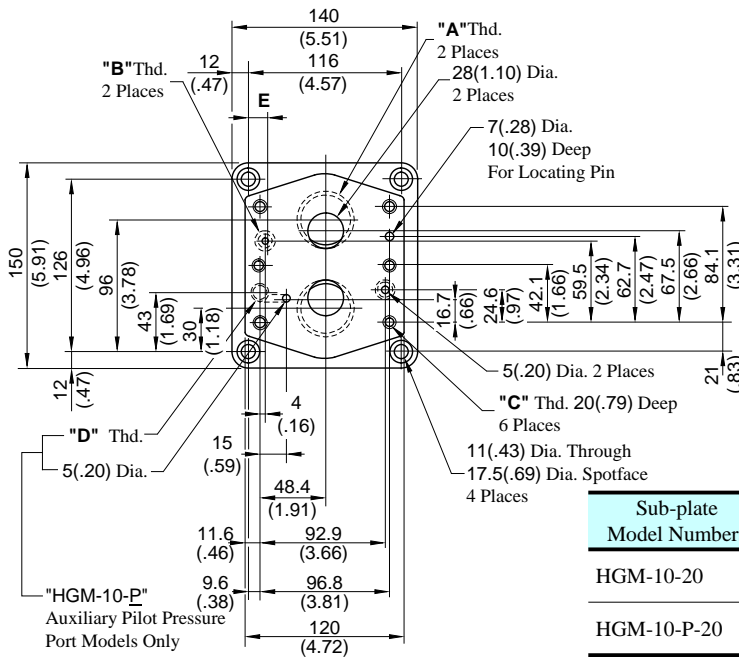 140
(5.51)
"A"Thd.
2 Places
12
(.47)
116
(4.57)
"B"Thd.
2 Places
28(1.10) Dia.
2 Places
E
7(.28) Dia.
10(.39) Deep
For Locating Pin
150
(5.91)
126
(4.96)
96
(3.78)
43
(1.69)
30
(1.18)
12
(.47)
16.7
(.66)
24.6
(.97)
42.1
(1.66)
59.5
(2.34)
62.7
(2.47)
67.5
(2.66)
84.1
(3.31)
21
(.83)
5(.20) Dia. 2 Places
4
(.16)
"C" Thd. 20(.79) Deep
6 Places
"D" Thd.
15
(.59)
11(.43) Dia. Through
17.5(.69) Dia. Spotface
4 Places
5(.20) Dia.
48.4
(1.91)
11.6
(.46)
92.9
(3.66)
9.6
(.38)
96.8
(3.81)
"HGM-10-P"
Auxiliary Pilot Pressure
Port Models Only
120
(4.72)
Sub-plate
Model Number
HGM-10-20
HGM-10-P-20